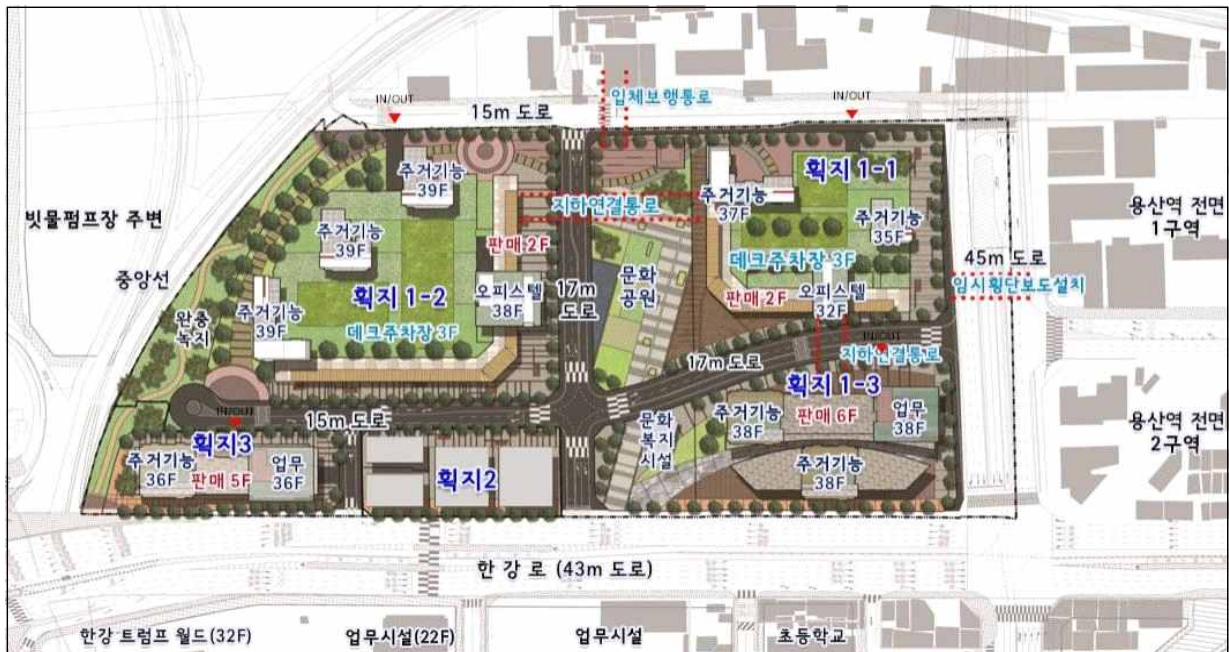 IN/OUT
15m 도로
입체보행통로
IN/OUT
주거기능
39F
획지 1-1
주거기능
37F
지하연결통로
주거기능
35F
용산역 전면
1구역
빗물펌프장 주변
주거기능
39F
판매 2F
데크주차장 3F
45m 도로
중앙선
획지 1-2
오피스텔
38F
17m
도로
문화
공원
판매 2F
오피스텔
32F
임시횡단보도설치
완충
녹지
주거기능
39F
데크주차장 3F
IN/OUT
17m 도로
지하연결통로
획지 1-3
IN/OUT
15m 도로
문화
복지
시설
주거기능
38F
판매 6F
업무
38F
용산역 전면
2구역
획지3
주거기능
36F
판매 5F
업무
36F
획지2
주거기능
38F
한강로 (43m 도로)
한강 트럼프 월드(32F)
업무시설(22F)
업무시설
초등학교